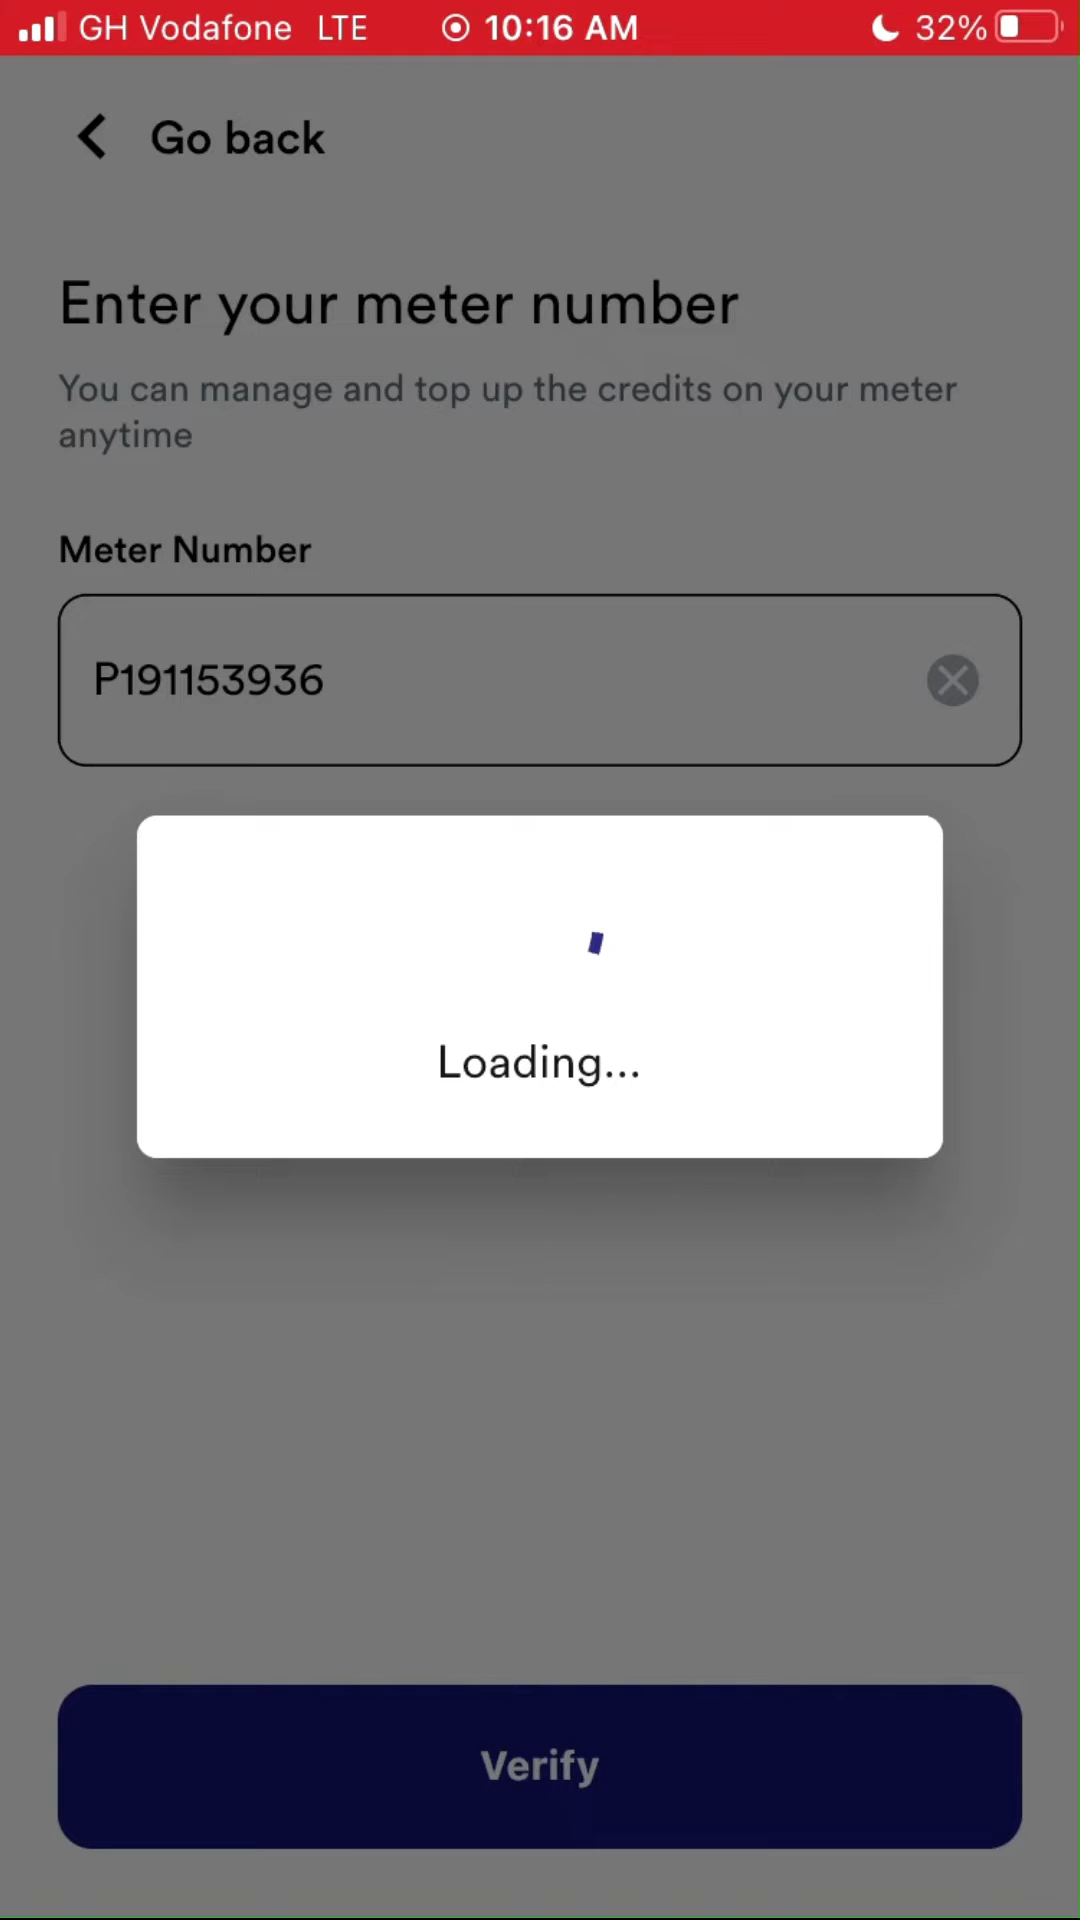 GH Vodafone LTE 10:16 AM 32%
Go back
Enter your meter number
You can manage and top up the credits on your meter
anytime
Meter Number
P191153936
Loading...
Verify